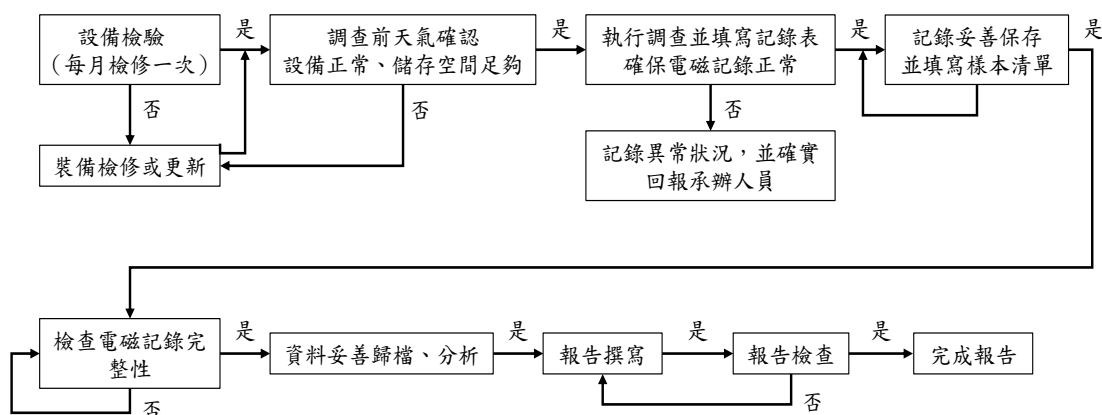 設備檢驗
（每月檢修一次）
是
調查前天氣確認
設備正常、儲存空間足夠
是
執行調查並填寫記錄表
確保電磁記錄正常
是
記錄妥善保存
並填寫樣本清單
是
否
否
否
裝備檢修或更新
記錄異常狀況，並確實
回報承辦人員
檢查電磁記錄完
整性
是
資料妥善歸檔、分析
是
報告撰寫
是
報告檢查
是
完成報告
否
否